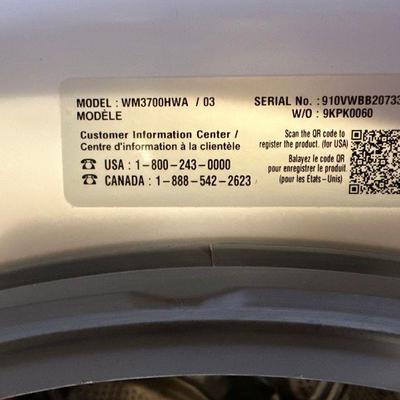 MODEL : WM3700HWA / 03
MODÈLE
SERIAL No. : 910VWBB20733
W/O : 9KPK0060
Customer Information Center /
Centre d'information à la clientèle
☎ USA : 1-800-243-0000
☎ CANADA : 1-888-542-2623
Scan the QR code to
register the product. (for USA)
Balayez le code QR
pour enregistrer le produit.
(pour les États-Unis)